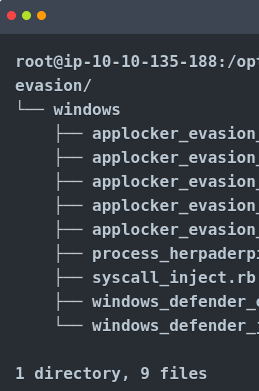 root@ip-10-10-135-188:/op
evasion/
└── windows
    ├── applocker_evasion_
    ├── applocker_evasion_
    ├── applocker_evasion_
    ├── applocker_evasion_
    ├── applocker_evasion_
    ├── process_herpaderpi
    ├── syscall_inject.rb
    ├── windows_defender_
    └── windows_defender_
1 directory, 9 files